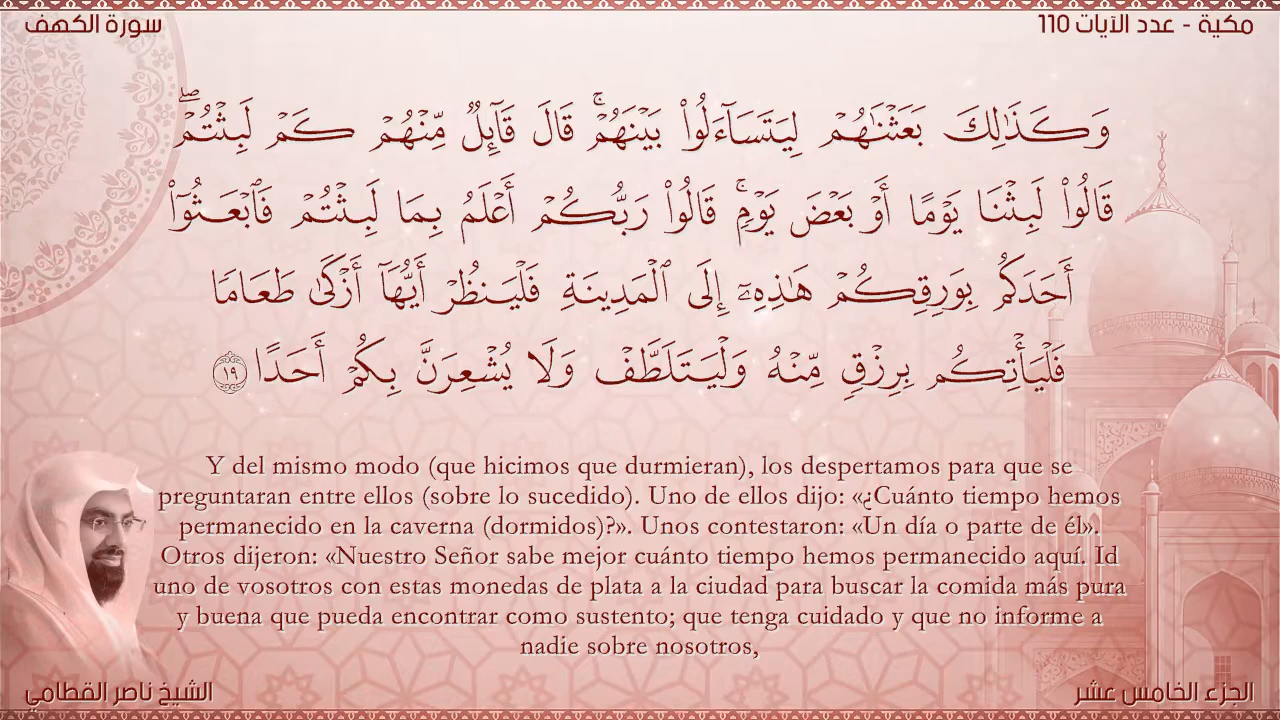 مكية - عدد الآيات 110
سورة الكهف
وَكَذَٰلِكَ بَعَثْنَٰهُمْ لِيَتَسَآءَلُوا۟ بَيْنَهُمْ ۚ قَالَ قَآئِلٌ مِّنْهُمْ كَمْ لَبِثْتُمْ ۖ
قَالُوا۟ لَبِثْنَا يَوْمًا أَوْ بَعْضَ يَوْمٍ ۚ قَالُوا۟ رَبُّكُمْ أَعْلَمُ بِمَا لَبِثْتُمْ فَٱبْعَثُوٓا۟
أَحَدَكُم بِوَرِقِكُمْ هَٰذِهِۦٓ إِلَى ٱلْمَدِينَةِ فَلْيَنظُرْ أَيُّهَآ أَزْكَىٰ طَعَامًا
فَلْيَأْتِكُم بِرِزْقٍ مِّنْهُ وَلْيَتَلَطَّفْ وَلَا يُشْعِرَنَّ بِكُمْ أَحَدًا ١٩
Y del mismo modo (que hicimos que durmieran), los despertamos para que se
preguntaran entre ellos (sobre lo sucedido). Uno de ellos dijo: «¿Cuánto tiempo hemos
permanecido en la caverna (dormidos)?». Unos contestaron: «Un día o parte de él».
Otros dijeron: «Nuestro Señor sabe mejor cuánto tiempo hemos permanecido aquí. Id
uno de vosotros con estas monedas de plata a la ciudad para buscar la comida más pura
y buena que pueda encontrar como sustento; que tenga cuidado y que no informe a
nadie sobre nosotros,
الجزء الخامس عشر
الشيخ ناصر القطامي